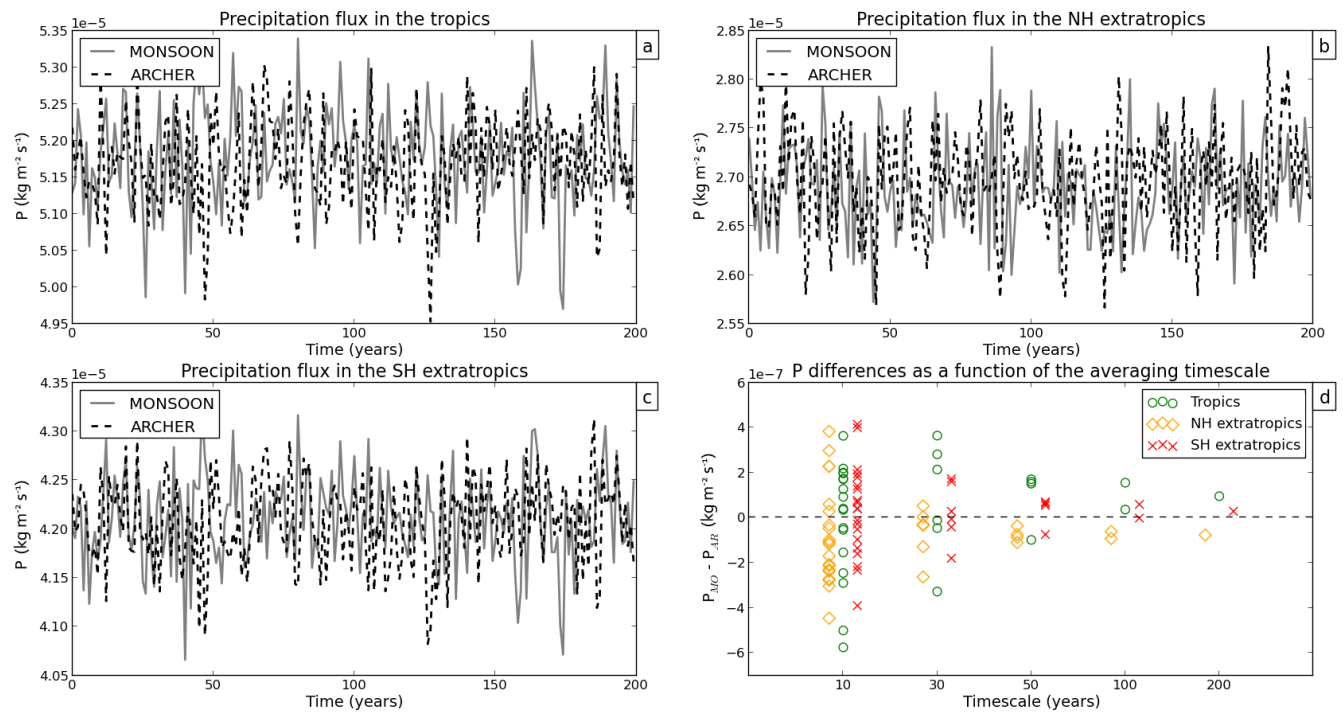 Precipitation flux in the tropics
1e−5
a
MONSOON
ARCHER
5.35
5.30
5.25
5.20
5.15
5.10
5.05
5.00
4.95
P (kg m⁻² s⁻¹)
0 50 100 150 200
Time (years)
Precipitation flux in the NH extratropics
1e−5
b
MONSOON
ARCHER
2.85
2.80
2.75
2.70
2.65
2.60
2.55
P (kg m⁻² s⁻¹)
0 50 100 150 200
Time (years)
Precipitation flux in the SH extratropics
1e−5
c
MONSOON
ARCHER
4.35
4.30
4.25
4.20
4.15
4.10
4.05
P (kg m⁻² s⁻¹)
0 50 100 150 200
Time (years)
P differences as a function of the averaging timescale
1e−7
d
Tropics
NH extratropics
SH extratropics
6
4
2
0
−2
−4
−6
P_MO - P_AR (kg m⁻² s⁻¹)
10 30 50 100 200
Timescale (years)